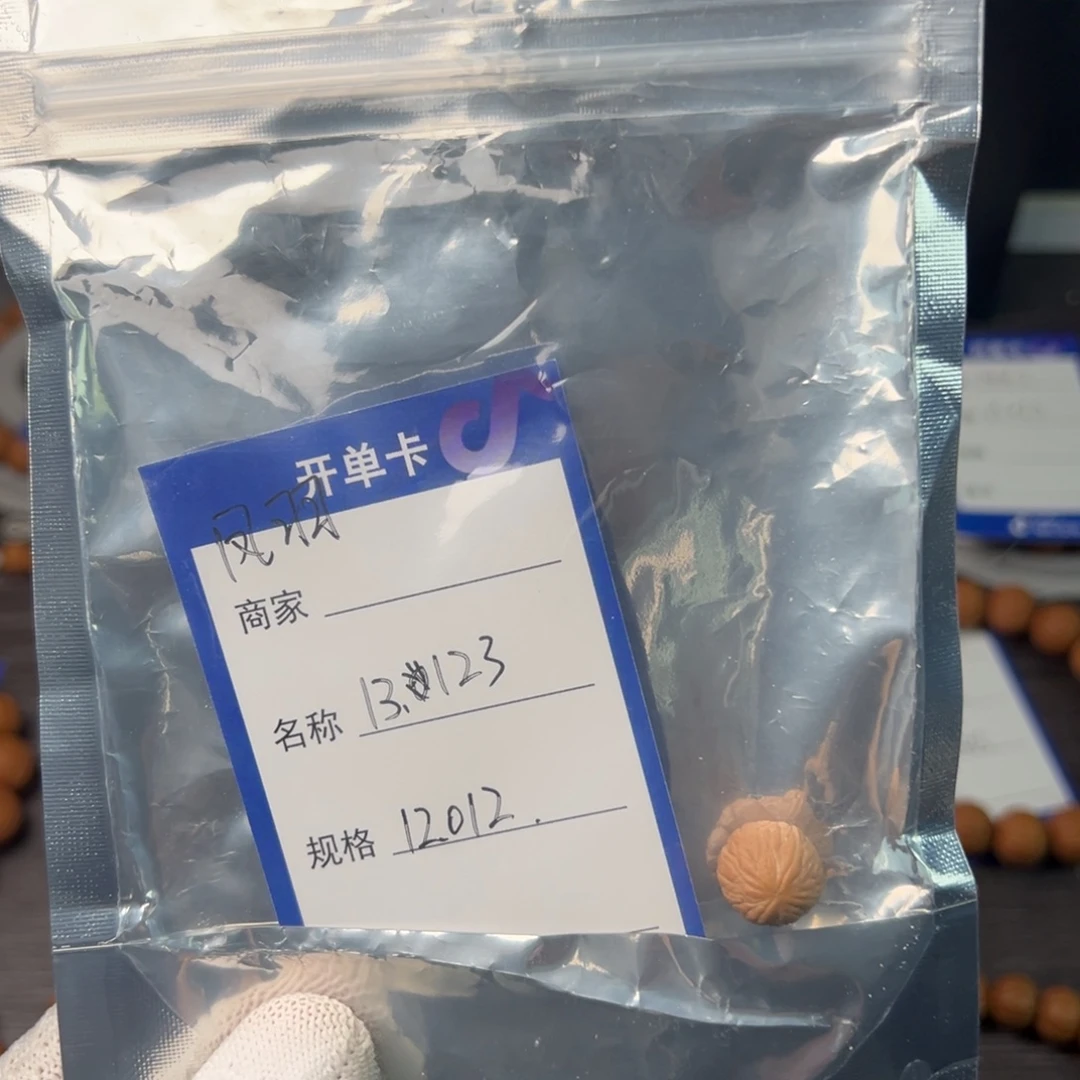 开单卡
凤羽
商家
名称 13.123
规格 12012.